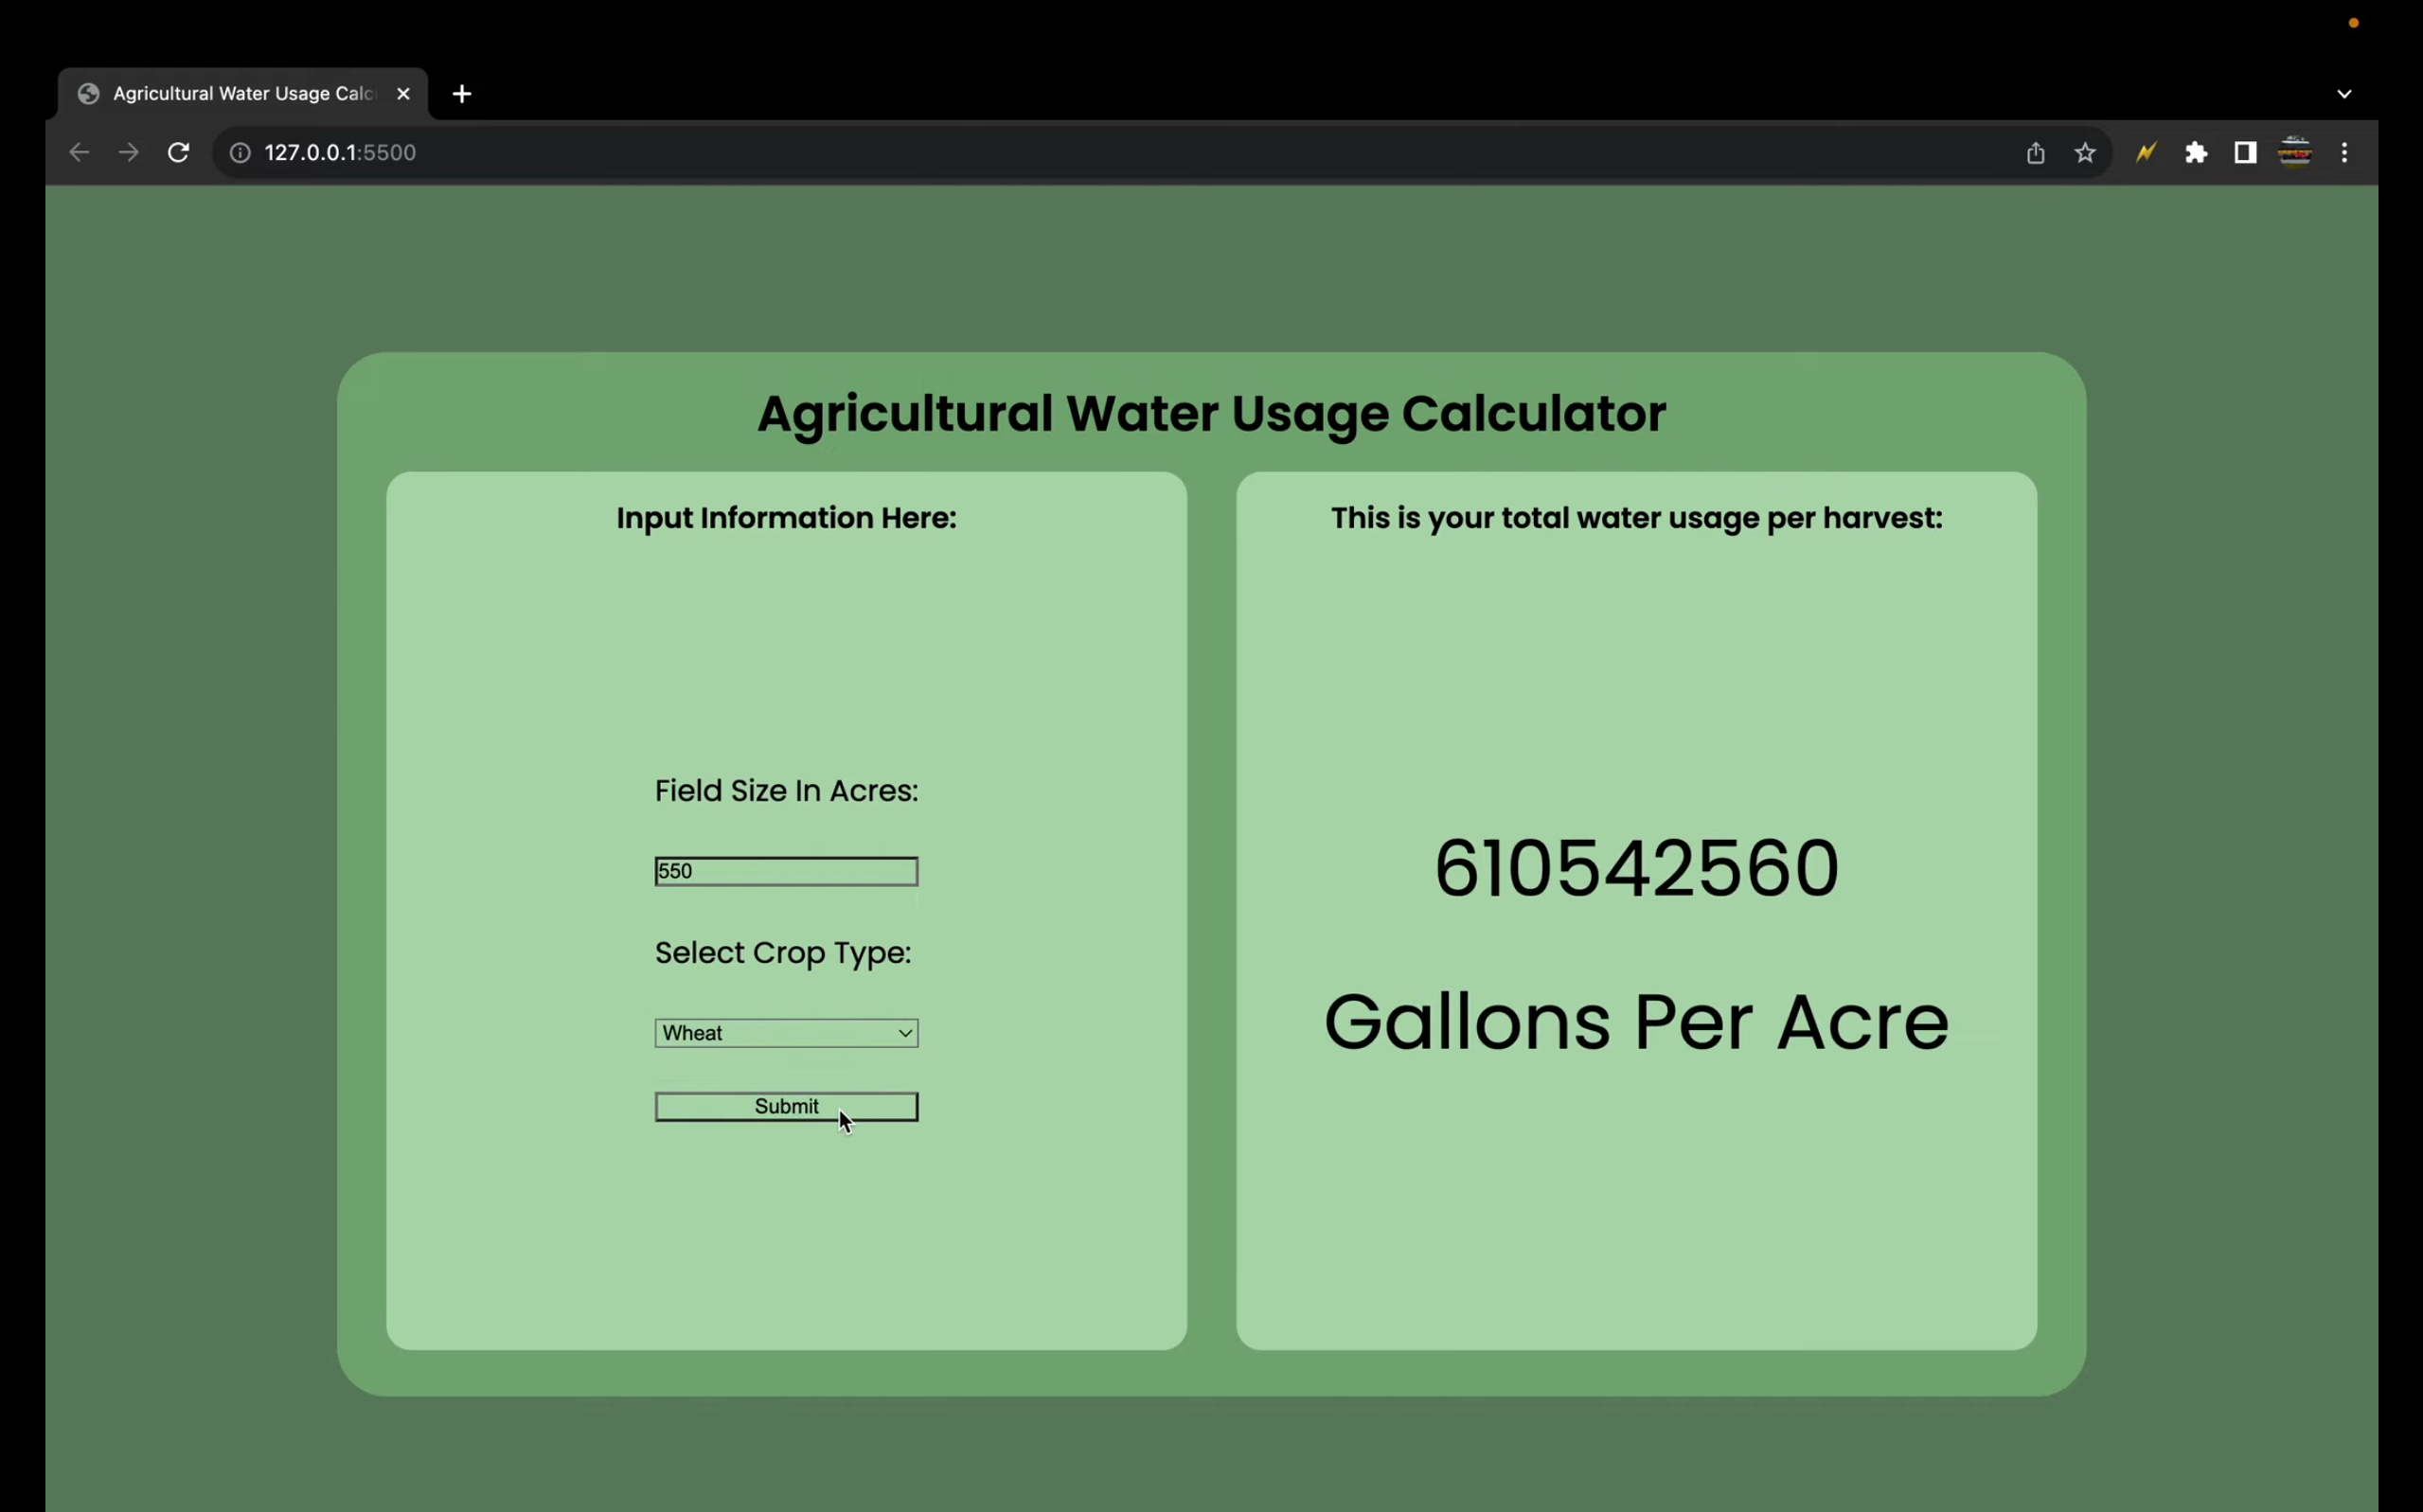 Agricultural Water Usage Calc
127.0.0.1:5500
Agricultural Water Usage Calculator
Input Information Here:
Field Size In Acres:
550
Select Crop Type:
Wheat
Submit
This is your total water usage per harvest:
610542560
Gallons Per Acre